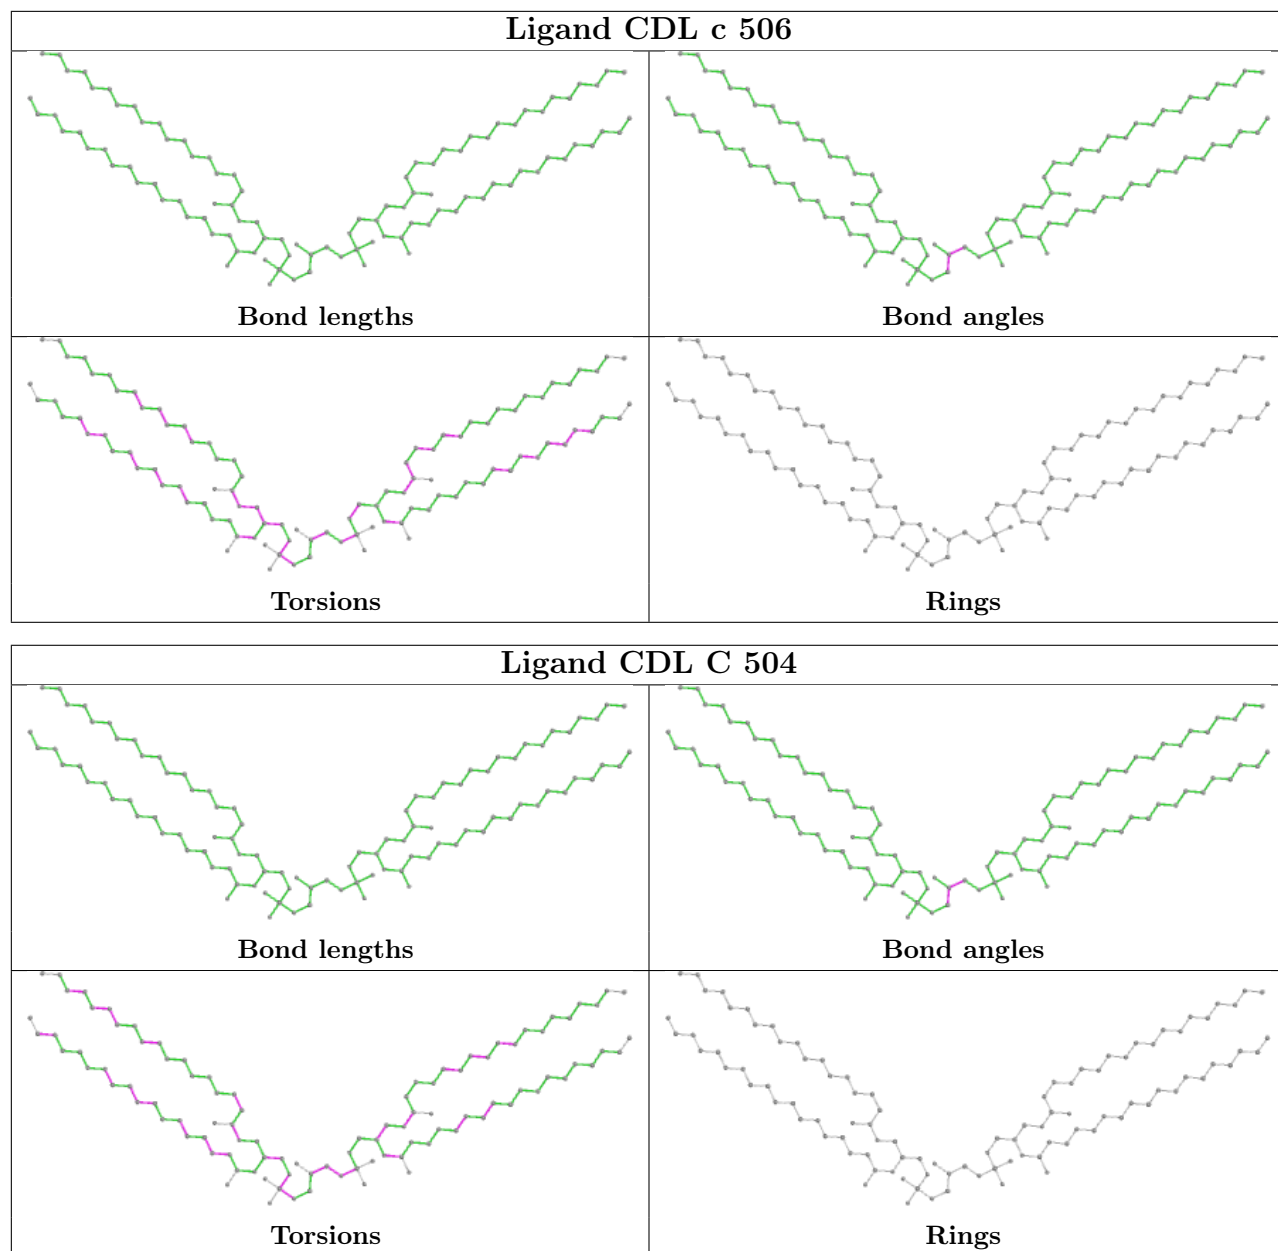 Ligand CDL c 506
Bond lengths
Bond angles
Torsions
Rings
Ligand CDL C 504
Bond lengths
Bond angles
Torsions
Rings